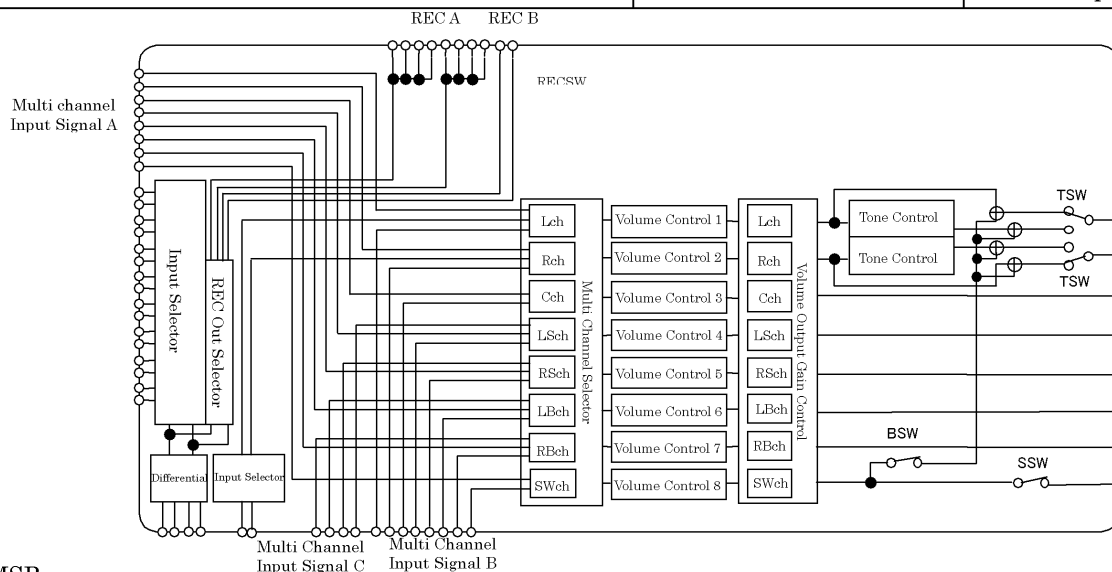 REC A REC B
RECSW
Multi channel
Input Signal A
TSW
Lch Volume Control 1 Lch Tone Control
Rch Volume Control 2 Rch Tone Control
TSW
Cch Volume Control 3 Cch
LSch Volume Control 4 LSch
RSch Volume Control 5 RSch
LBch Volume Control 6 LBch
RBch Volume Control 7 RBch
SWch Volume Control 8 SWch
Input Selector
REC Out Selector
Multi Channel Selector
Volume Output Gain Control
BSW
SSW
Differential Input Selector
Multi Channel
Input Signal C
Multi Channel
Input Signal B